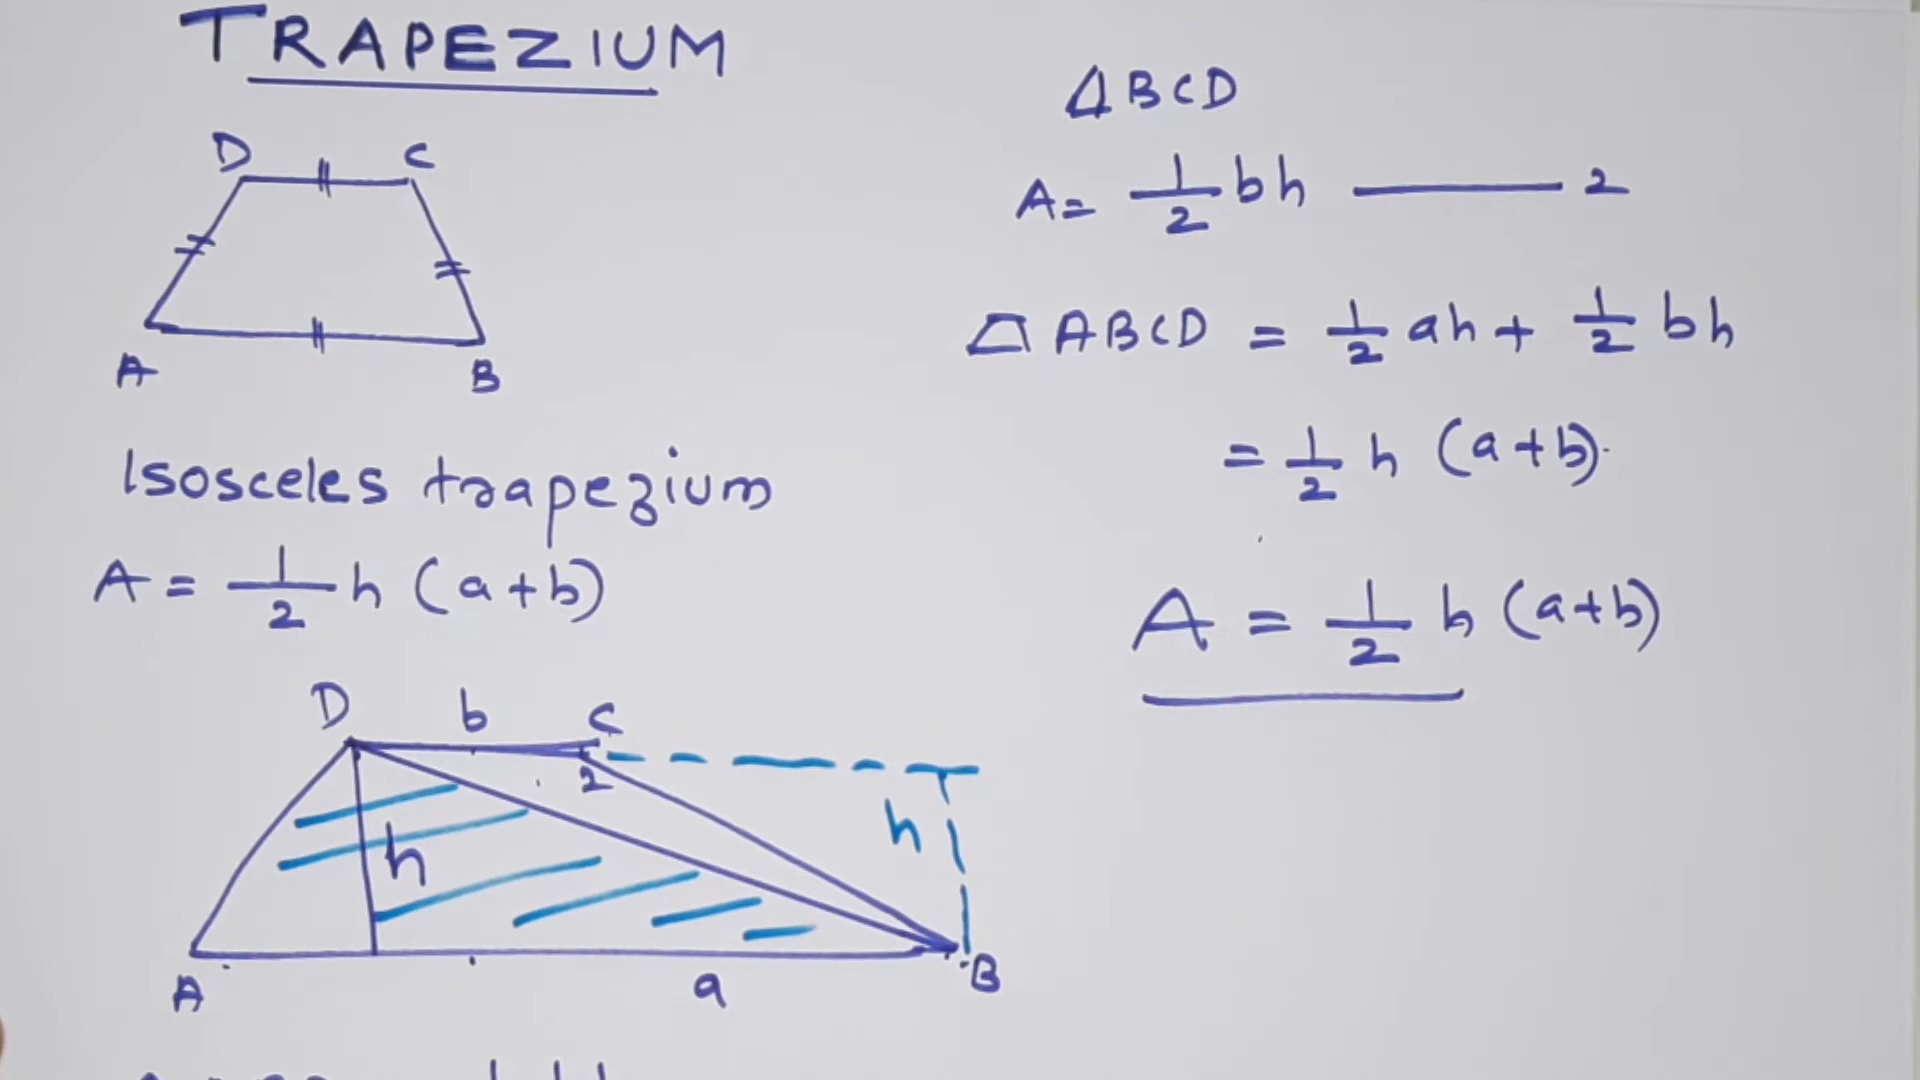 TRAPEZIUM
D C
A B
Isosceles trapezium
A = 1/2 h (a+b)
D b C
2
h
h
A a B
△BCD
A = 1/2 bh —— 2
ABCD = 1/2 ah + 1/2 bh
= 1/2 h (a+b)
A = 1/2 h (a+b)